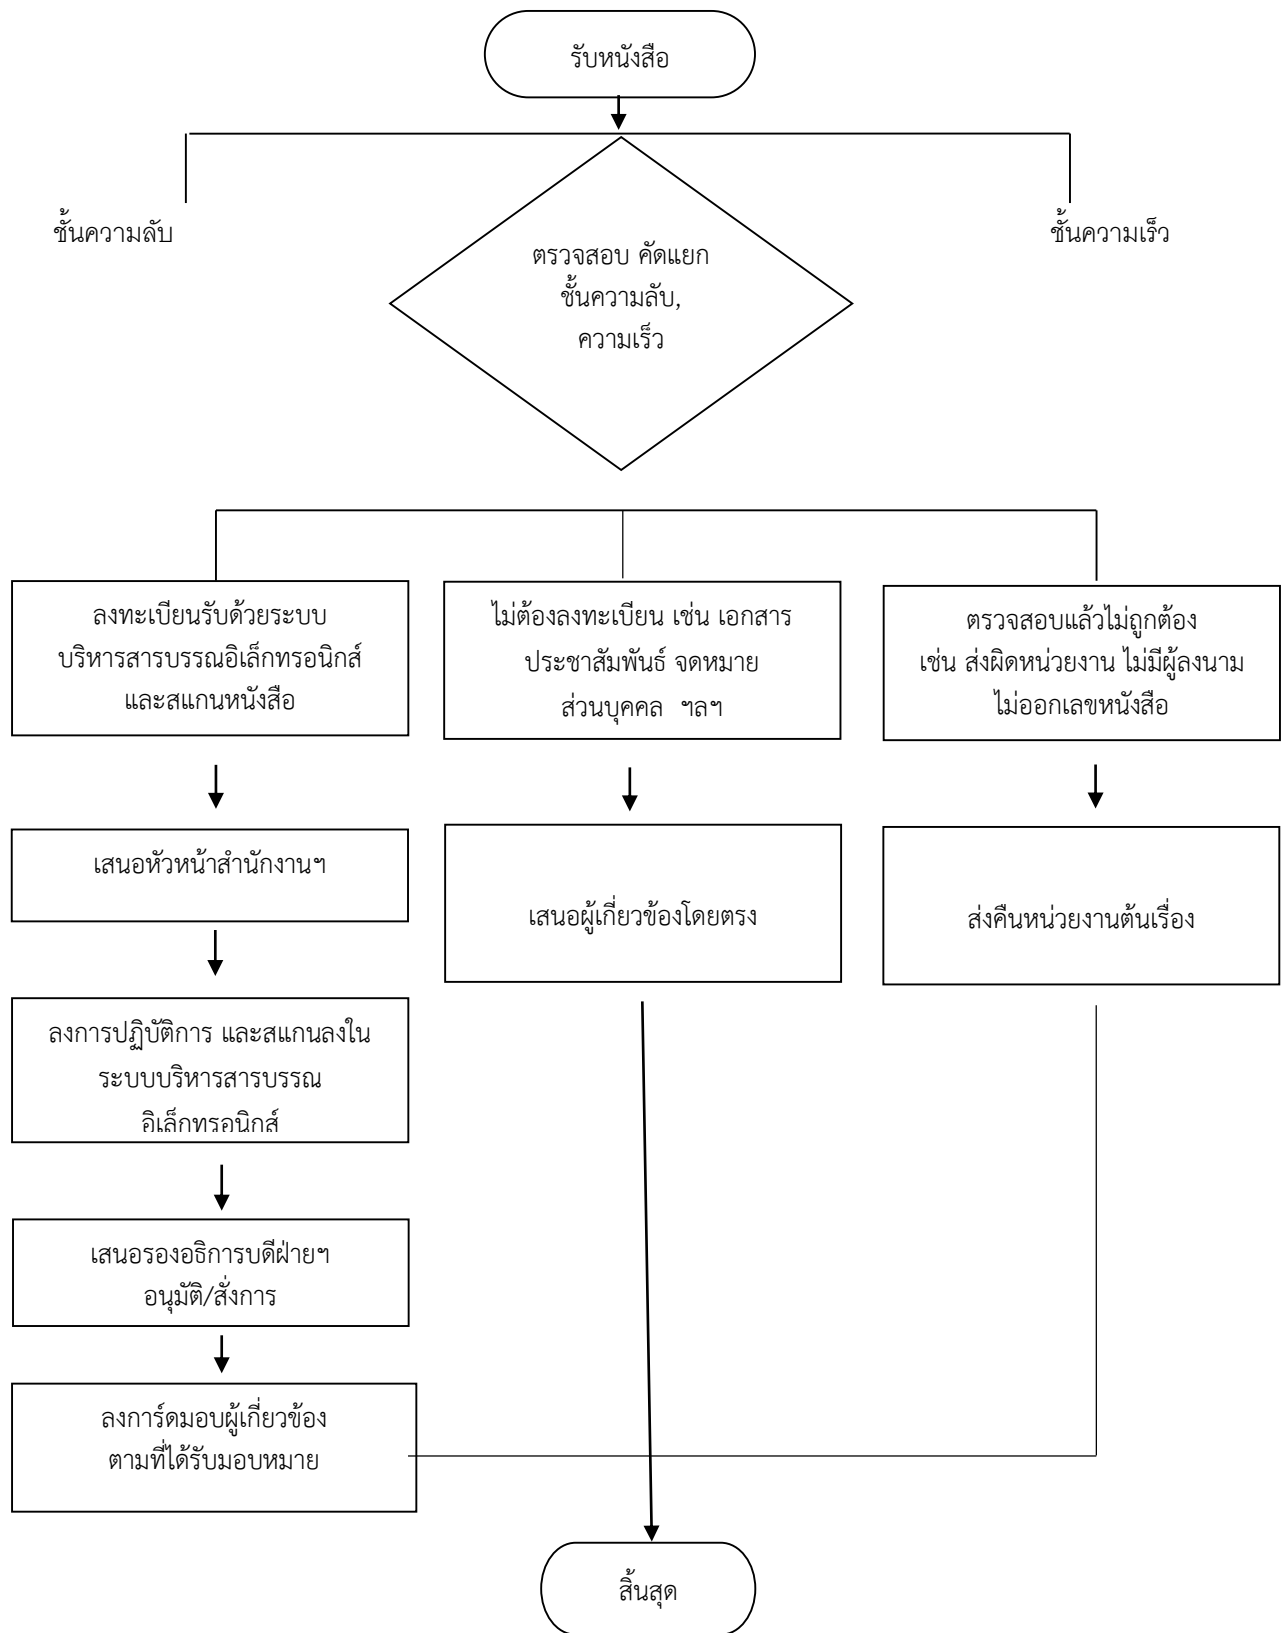 รับหนังสือ
ชั้นความลับ
ชั้นความเร็ว
ตรวจสอบ คัดแยก
ชั้นความลับ,
ความเร็ว
ลงทะเบียนรับด้วยระบบ
บริหารสารบรรณอิเล็กทรอนิกส์
และสแกนหนังสือ
ไม่ต้องลงทะเบียน เช่น เอกสาร
ประชาสัมพันธ์ จดหมาย
ส่วนบุคคล ฯลฯ
ตรวจสอบแล้วไม่ถูกต้อง
เช่น ส่งผิดหน่วยงาน ไม่มีผู้ลงนาม
ไม่ออกเลขหนังสือ
เสนอหัวหน้าสำนักงานฯ
เสนอผู้เกี่ยวข้องโดยตรง
ส่งคืนหน่วยงานต้นเรื่อง
ลงการปฏิบัติการ และสแกนลงใน
ระบบบริหารสารบรรณ
อิเล็กทรอนิกส์
เสนอรองอธิการบดีฝ่ายฯ
อนุมัติ/สั่งการ
ลงการ์ดมอบผู้เกี่ยวข้อง
ตามที่ได้รับมอบหมาย
สิ้นสุด